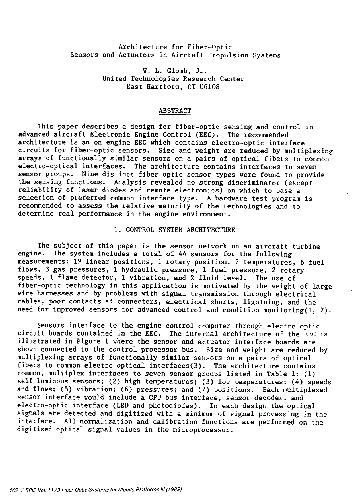 Architecture for Fiber-Optic
Sensors and Actuators in Aircraft Propulsion Systems
W. L. Glomb, Jr.
United Technologies Research Center
East Hartford, CT 06108
ABSTRACT
This paper describes a design for fiber-optic sensing and control in
advanced aircraft Electronic Engine Control (EEC). The recommended
architecture is an on engine EEC which contains electro-optic interface
circuits for fiber-optic sensors. Size and weight are reduced by multiplexing
arrays of functionally similar sensors on a pairs of optical fibers to common
electro-optical interfaces. The architecture contains interfaces to seven
sensor groups. Nine distinct fiber optic sensor types were found to provide
the sensing functions. Analysis revealed no strong discriminator (except
reliability of laser diodes and remote electronics) on which to base a
selection of preferred common interface type. A hardware test program is
recommended to assess the relative maturity of the technologies and to
determine real performance in the engine environment.
1. CONTROL SYSTEM ARCHITECTURE
The subject of this paper is the sensor network on an aircraft turbine
engine. The system includes a total of 44 sensors for the following
measurements: 19 linear positions, 1 rotary position, 7 temperatures, 6 fuel
flows, 3 gas pressures, 1 hydraulic pressure, 1 fuel pressure, 2 rotary
speeds, 1 flame detector, 1 vibration, and 2 fluid level. The use of
fiber-optic technology in this application is motivated by the weight of large
wire harnesses and by problems with signal transmission through electrical
cables, poor contacts at connectors, electrical shorts, lightning, and the
need for improved sensors for advanced control and condition monitoring(1, 2).
Sensors interface to the engine control computer through electro optic
circuit boards contained in the EEC. The internal architecture of the EEC is
illustrated in Figure 1 where the sensor and actuator interface boards are
shown connected to the control processor bus. Size and weight are reduced by
multiplexing arrays of functionally similar sensors on a pairs of optical
fibers to common electro optical interfaces(3). The architecture contains
common, multiplex interfaces to seven sensor groups listed in Table 1: (1)
self luminous sensors; (2) high temperatures; (3) low temperatures; (4) speeds
and flows; (5) vibration; (6) pressures; and (7) positions. Each multiplexed
sensor interface would include a CPU bus interface, sensor decoder, and
electro-optic interface (LED and photodiodes). In each design the optical
signals are detected and digitized with a minimum of signal processing in the
interface. All normalization and calibration functions are performed on the
digitized optical signal values in the microprocessor.